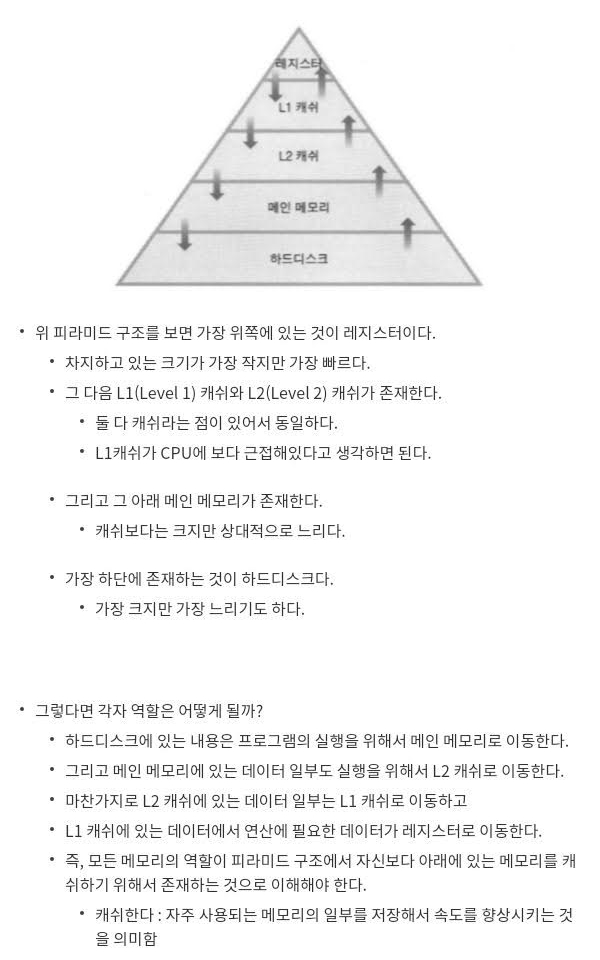 레지스터
L1 캐쉬
L2 캐쉬
메인 메모리
하드디스크
• 위 피라미드 구조를 보면 가장 위쪽에 있는 것이 레지스터이다.
• 차지하고 있는 크기가 가장 작지만 가장 빠르다.
• 그 다음 L1(Level 1) 캐쉬와 L2(Level 2) 캐쉬가 존재한다.
• 둘 다 캐쉬라는 점이 있어서 동일하다.
• L1캐쉬가 CPU에 보다 근접해있다고 생각하면 된다.
• 그리고 그 아래 메인 메모리가 존재한다.
• 캐쉬보다는 크지만 상대적으로 느리다.
• 가장 하단에 존재하는 것이 하드디스크다.
• 가장 크지만 가장 느리기도 하다.
• 그렇다면 각자 역할은 어떻게 될까?
• 하드디스크에 있는 내용은 프로그램의 실행을 위해서 메인 메모리로 이동한다.
• 그리고 메인 메모리에 있는 데이터 일부도 실행을 위해서 L2 캐쉬로 이동한다.
• 마찬가지로 L2 캐쉬에 있는 데이터 일부는 L1 캐쉬로 이동하고
• L1 캐쉬에 있는 데이터에서 연산에 필요한 데이터가 레지스터로 이동한다.
• 즉, 모든 메모리의 역할이 피라미드 구조에서 자신보다 아래에 있는 메모리를 캐
쉬하기 위해서 존재하는 것으로 이해해야 한다.
• 캐쉬한다 : 자주 사용되는 메모리의 일부를 저장해서 속도를 향상시키는 것
을 의미함